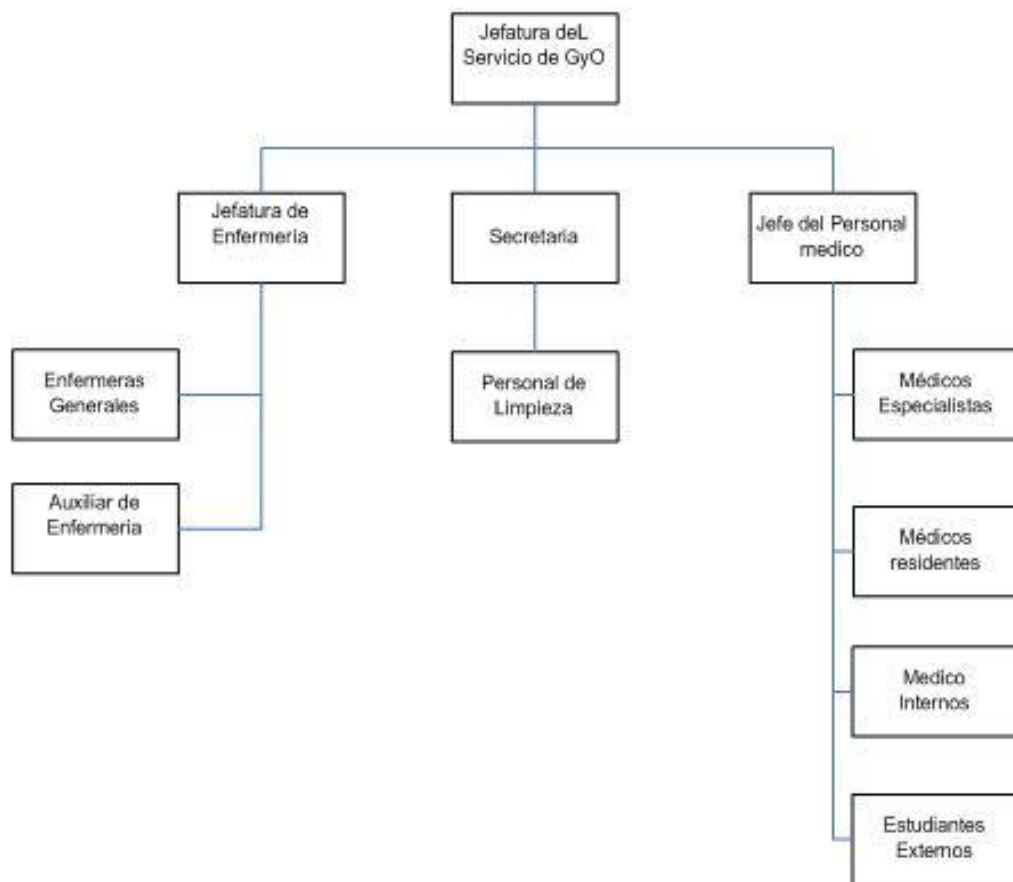 Jefatura deL
Servicio de GyO
Jefatura de
Enfermeria
Secretaria
Jefe del Personal
medico
Enfermeras
Generales
Personal de
Limpieza
Médicos
Especialistas
Auxiliar de
Enfermeria
Médicos
residentes
Medico
Internos
Estudiantes
Externos